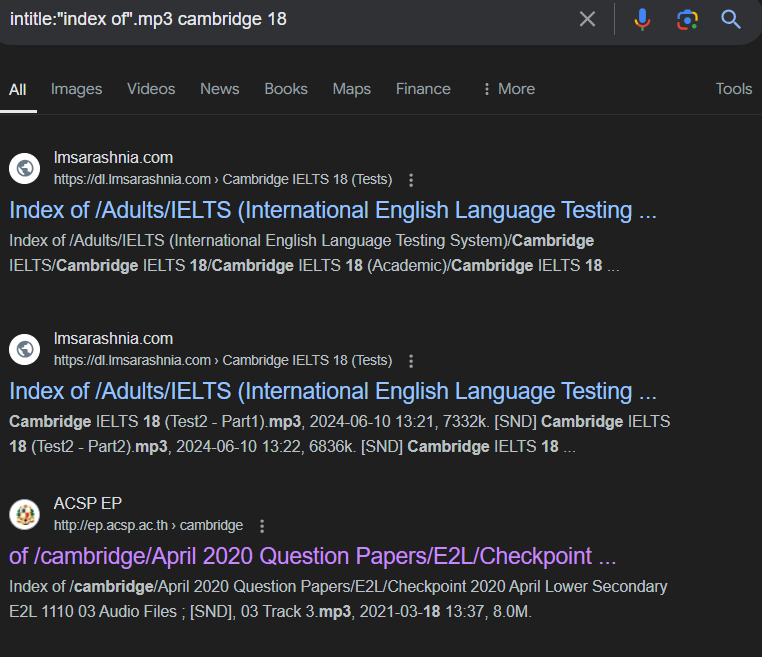 intitle:"index of".mp3 cambridge 18
All Images Videos News Books Maps Finance More Tools
lmsarashnia.com
https://dl.lmsarashnia.com › Cambridge IELTS 18 (Tests)
Index of /Adults/IELTS (International English Language Testing ...
Index of /Adults/IELTS (International English Language Testing System)/Cambridge
IELTS/Cambridge IELTS 18/Cambridge IELTS 18 (Academic)/Cambridge IELTS 18 ...
lmsarashnia.com
https://dl.lmsarashnia.com › Cambridge IELTS 18 (Tests)
Index of /Adults/IELTS (International English Language Testing ...
Cambridge IELTS 18 (Test2 - Part1).mp3, 2024-06-10 13:21, 7332k. [SND] Cambridge IELTS
18 (Test2 - Part2).mp3, 2024-06-10 13:22, 6836k. [SND] Cambridge IELTS 18 ...
ACSP EP
http://ep.acsp.ac.th › cambridge
of /cambridge/April 2020 Question Papers/E2L/Checkpoint ...
Index of /cambridge/April 2020 Question Papers/E2L/Checkpoint 2020 April Lower Secondary
E2L 1110 03 Audio Files ; [SND], 03 Track 3.mp3, 2021-03-18 13:37, 8.0M.